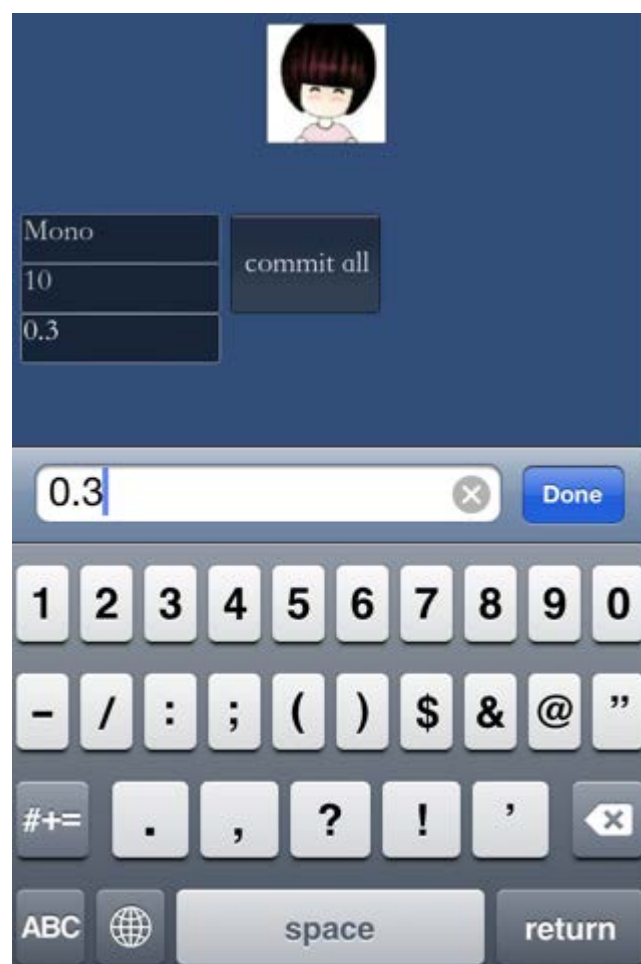 Mono
commit all
10
0.3
0.3
Done
1 2 3 4 5 6 7 8 9 0
- / : ; ( ) $ & @ ”
#+= . , ? ! ’
ABC space return